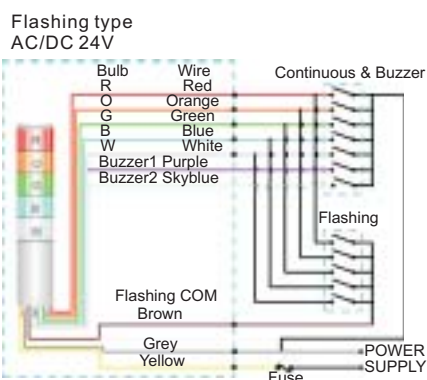 Flashing type
AC/DC 24V
Bulb Wire Continuous & Buzzer
R Red
O Orange
G Green
B Blue
W White
Buzzer1 Purple
Buzzer2 Skyblue
Flashing
Flashing COM
Brown
Grey
Yellow
POWER
SUPPLY
Fuse